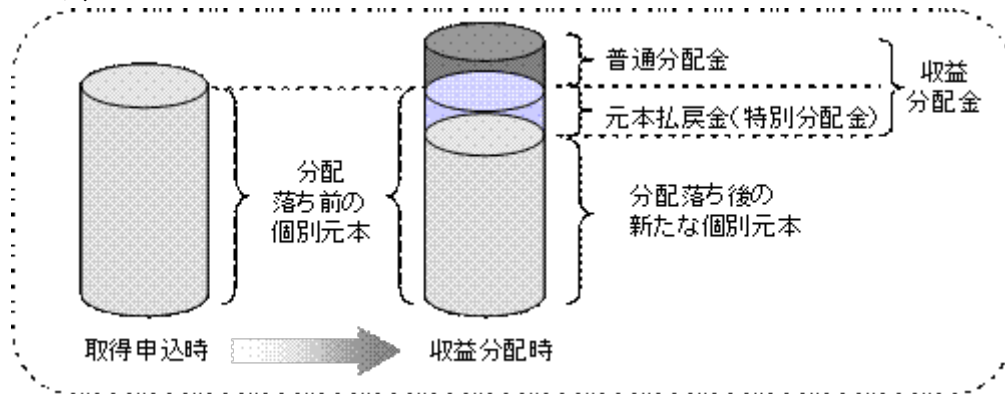 普通分配金
元本払戻金(特別分配金)
収益
分配金
分配
落ち前の
個別元本
分配落ち後の
新たな個別元本
取得申込時
収益分配時